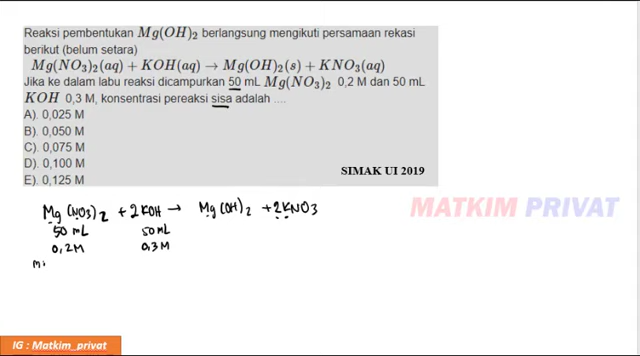 Reaksi pembentukan Mg(OH)₂ berlangsung mengikuti persamaan rekasi
berikut (belum setara)
Mg(NO₃)₂(aq) + KOH(aq) → Mg(OH)₂(s) + KNO₃(aq)
Jika ke dalam labu reaksi dicampurkan 50 mL Mg(NO₃)₂ 0,2 M dan 50 mL
KOH 0,3 M, konsentrasi pereaksi sisa adalah ....
A). 0,025 M
B). 0,050 M
C). 0,075 M
D). 0,100 M
E). 0,125 M
SIMAK UI 2019
Mg(NO₃)₂ + 2KOH → Mg(OH)₂ + 2KNO₃
50 mL 50 mL
0,2 M 0,3 M
m
MATKIM PRIVAT
IG : Matkim_privat